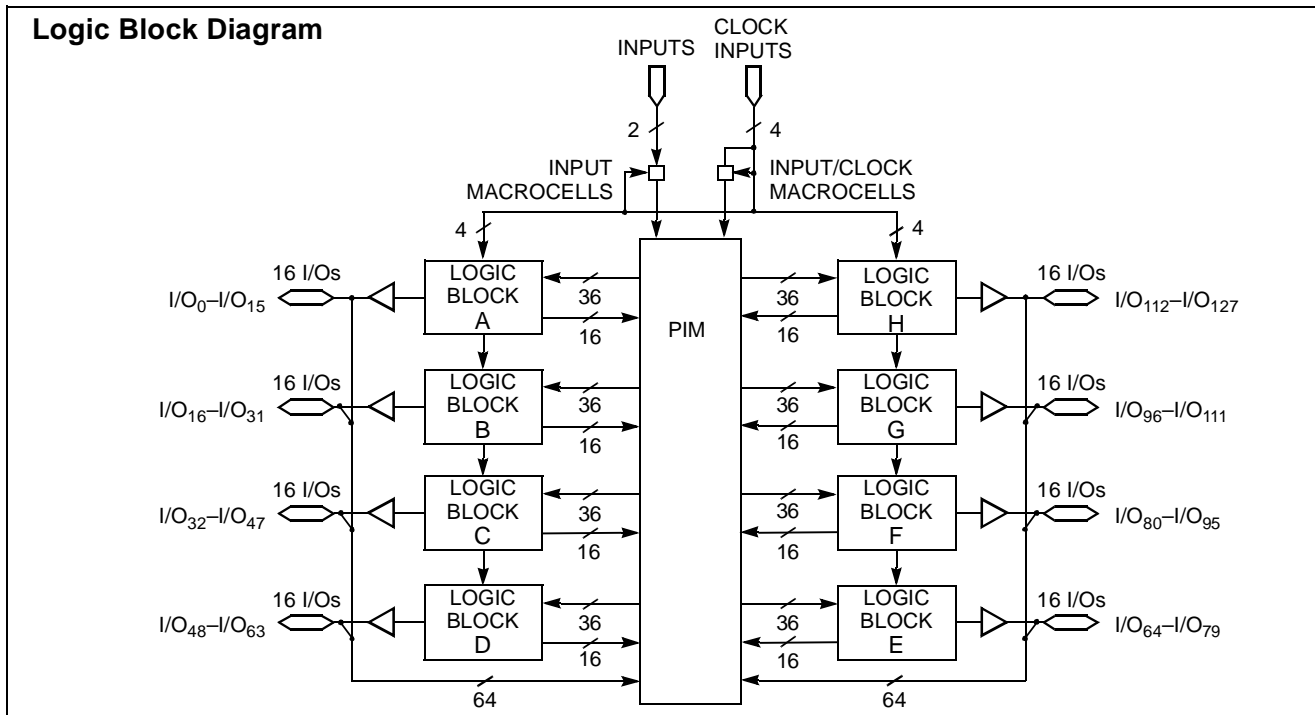 Logic Block Diagram
INPUTS
CLOCK
INPUTS
2
4
INPUT
MACROCELLS
INPUT/CLOCK
MACROCELLS
4
4
16 I/Os
I/O0–I/O15
LOGIC
BLOCK
A
36
16
PIM
36
16
LOGIC
BLOCK
H
16 I/Os
I/O112–I/O127
16 I/Os
I/O16–I/O31
LOGIC
BLOCK
B
36
16
36
16
LOGIC
BLOCK
G
16 I/Os
I/O96–I/O111
16 I/Os
I/O32–I/O47
LOGIC
BLOCK
C
36
16
36
16
LOGIC
BLOCK
F
16 I/Os
I/O80–I/O95
16 I/Os
I/O48–I/O63
LOGIC
BLOCK
D
36
16
36
16
LOGIC
BLOCK
E
16 I/Os
I/O64–I/O79
64
64